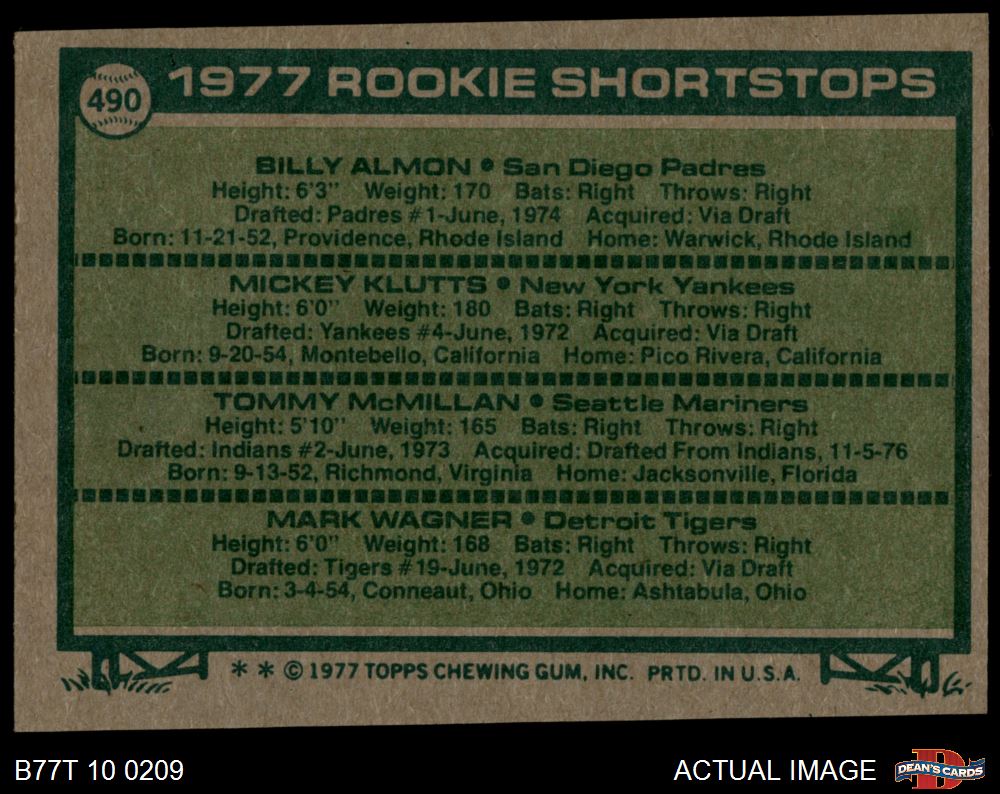 490
1977 ROOKIE SHORTSTOPS
BILLY ALMON • San Diego Padres
Height: 6'3" Weight: 170 Bats: Right Throws: Right
Drafted: Padres #1-June, 1974 Acquired: Via Draft
Born: 11-21-52, Providence, Rhode Island Home: Warwick, Rhode Island
MICKEY KLUTTS • New York Yankees
Height: 6'0" Weight: 180 Bats: Right Throws: Right
Drafted: Yankees #4-June, 1972 Acquired: Via Draft
Born: 9-20-54, Montebello, California Home: Pico Rivera, California
TOMMY McMILLAN • Seattle Mariners
Height: 5'10" Weight: 165 Bats: Right Throws: Right
Drafted: Indians #2-June, 1973 Acquired: Drafted From Indians, 11-5-76
Born: 9-13-52, Richmond, Virginia Home: Jacksonville, Florida
MARK WAGNER • Detroit Tigers
Height: 6'0" Weight: 168 Bats: Right Throws: Right
Drafted: Tigers #19-June, 1972 Acquired: Via Draft
Born: 3-4-54, Conneaut, Ohio Home: Ashtabula, Ohio
* * © 1977 TOPPS CHEWING GUM, INC. PRTD. IN U.S.A.
B77T 10 0209
ACTUAL IMAGE
D
DEAN'S CARDS